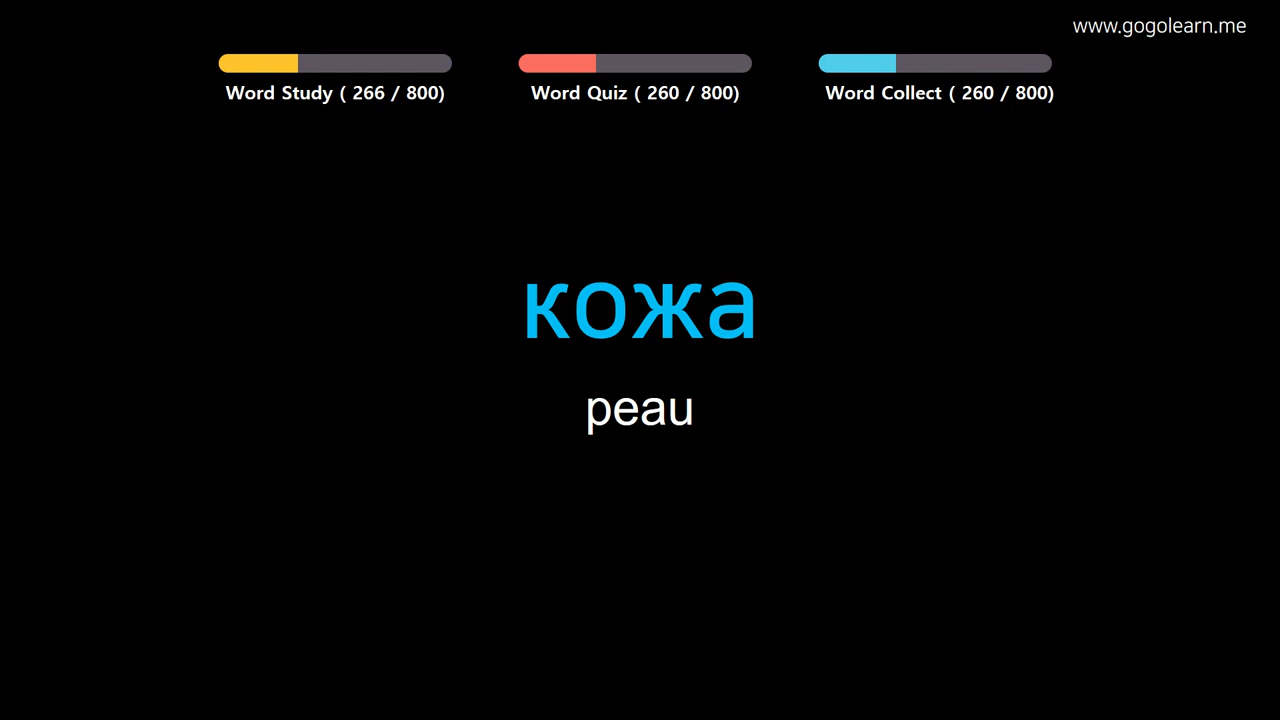 www.gogolearn.me
Word Study ( 266 / 800)
Word Quiz ( 260 / 800)
Word Collect ( 260 / 800)
кожа
peau